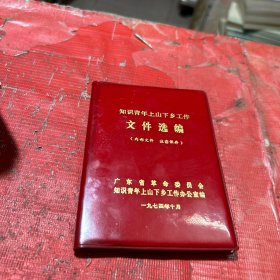 知识青年上山下乡工作
文件选编
（内部文件　注意保存）
广东省革命委员会
知识青年上山下乡工作办公室编
一九七四年十月